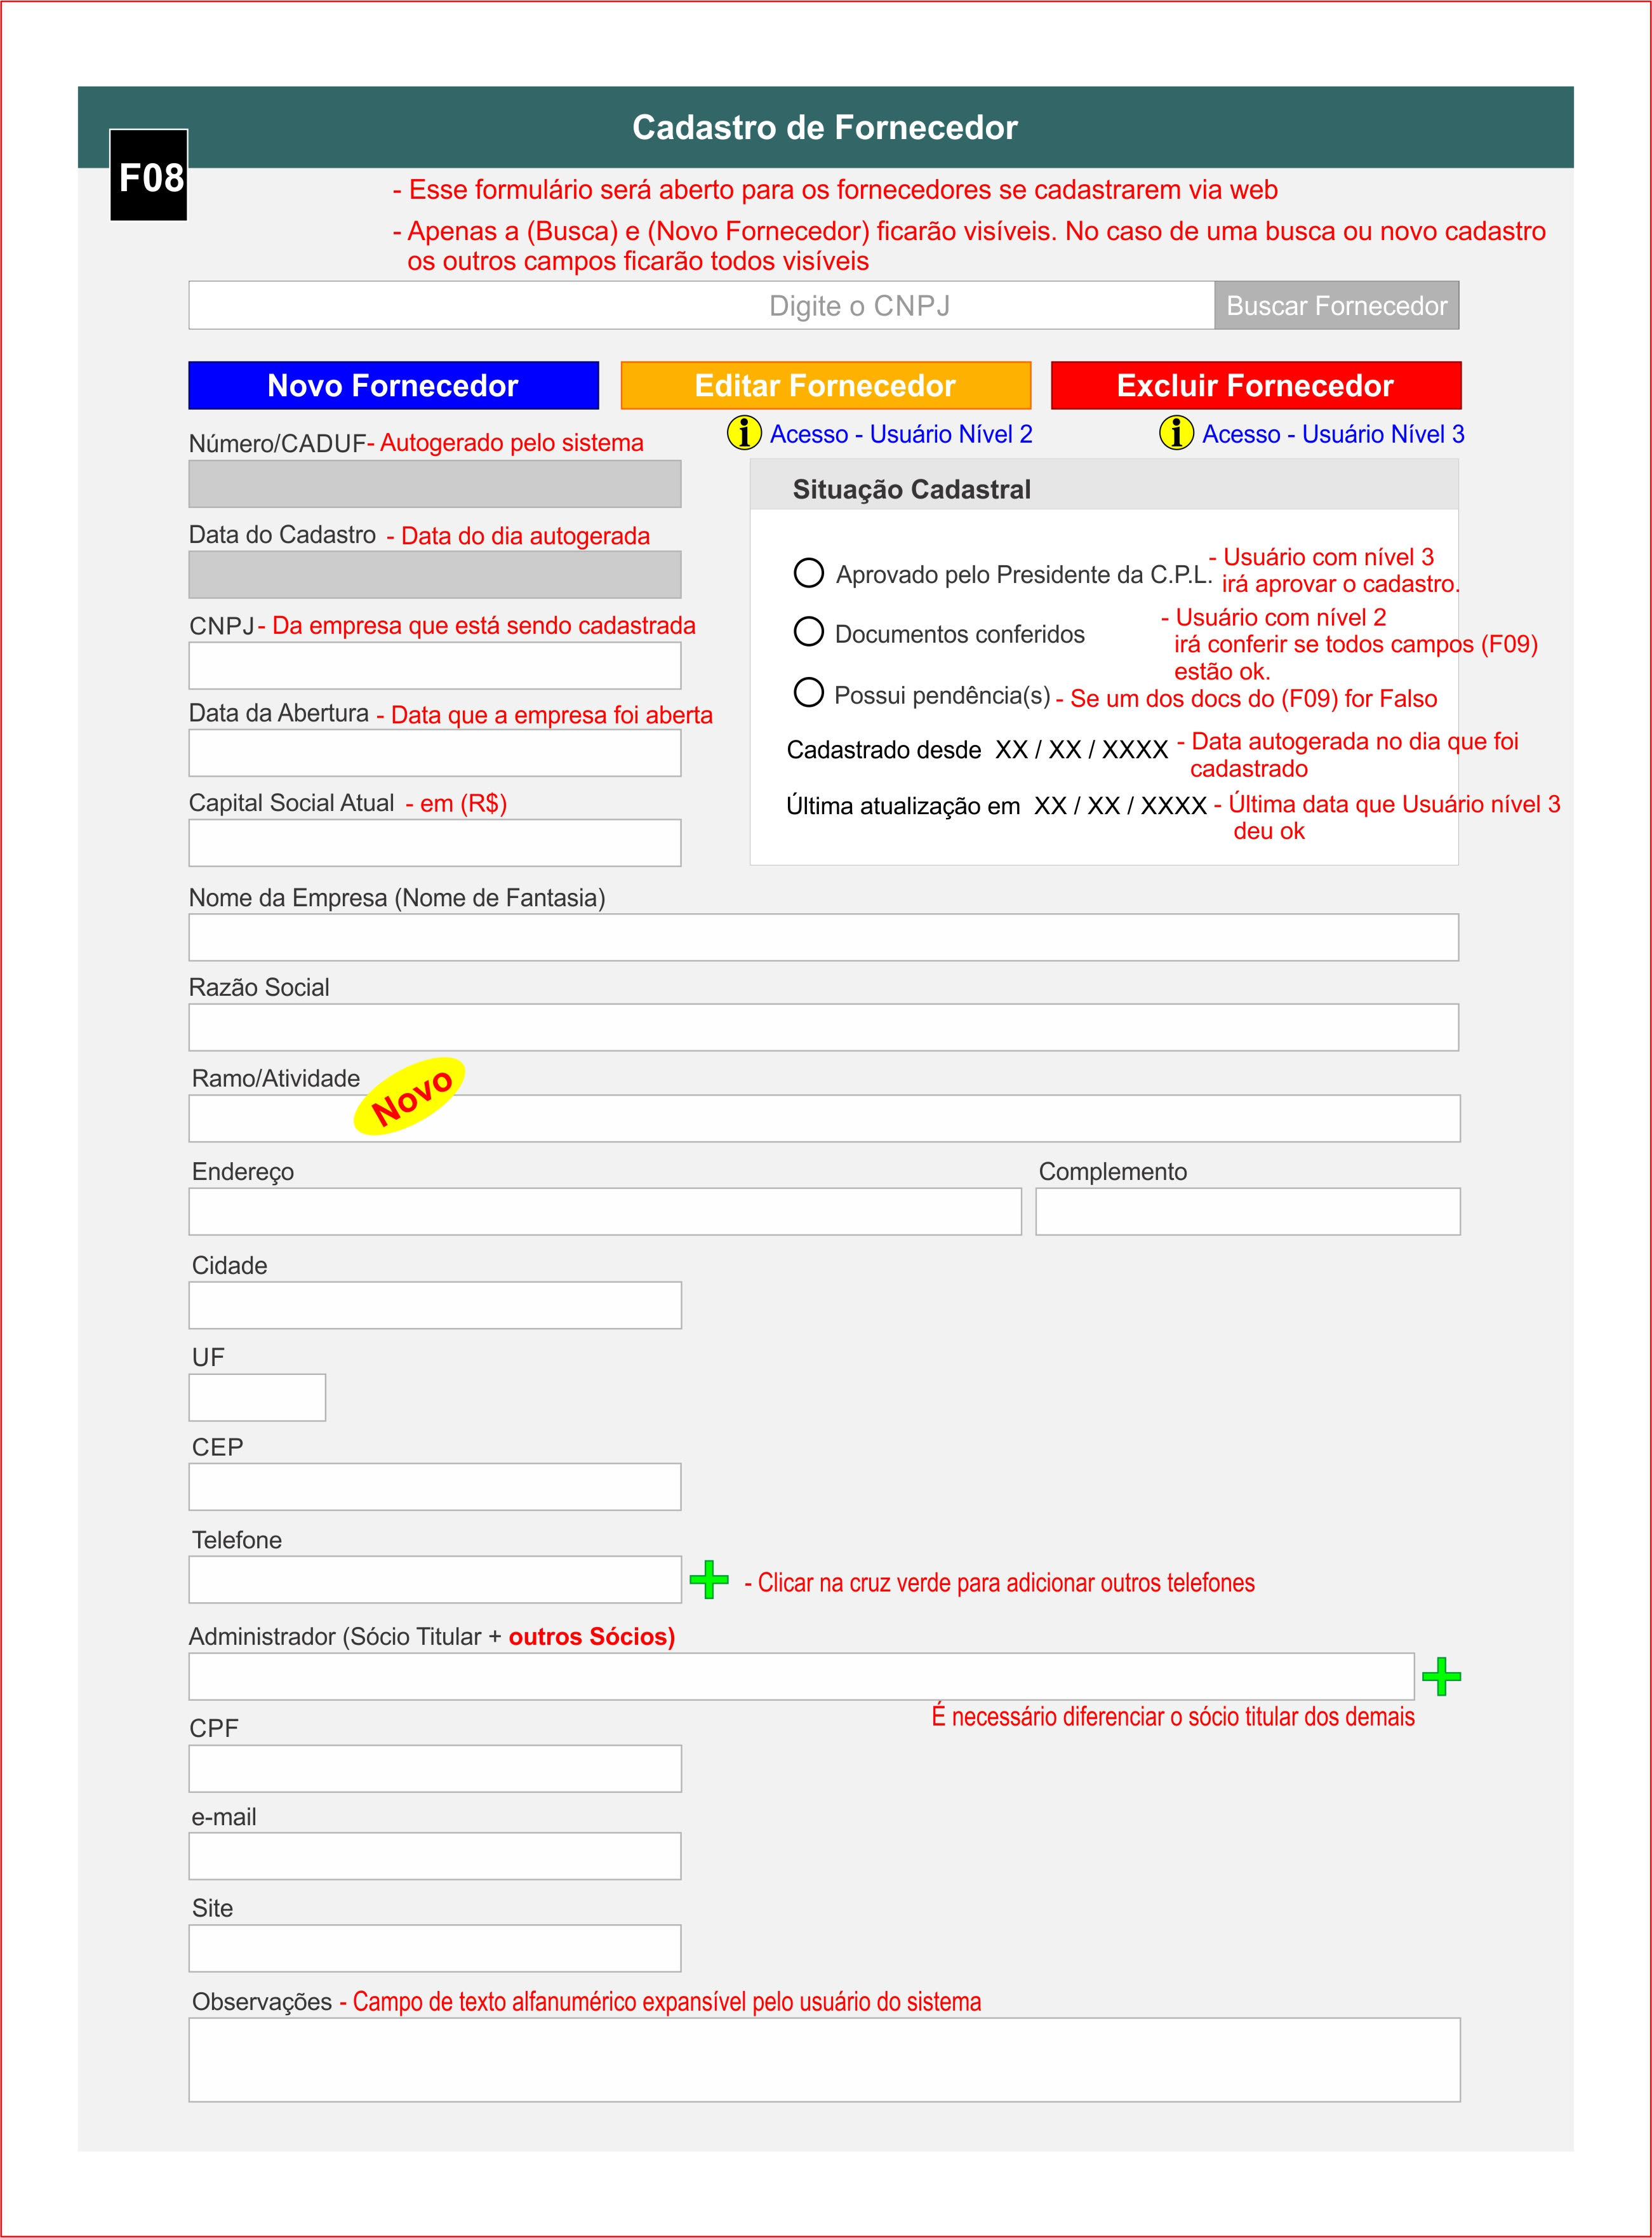 Cadastro de Fornecedor
F08
- Esse formulário será aberto para os fornecedores se cadastrarem via web
- Apenas a (Busca) e (Novo Fornecedor) ficarão visíveis. No caso de uma busca ou novo cadastro
os outros campos ficarão todos visíveis
Digite o CNPJ
Buscar Fornecedor
Novo Fornecedor
Editar Fornecedor
Excluir Fornecedor
i Acesso - Usuário Nível 2
i Acesso - Usuário Nível 3
Número/CADUF- Autogerado pelo sistema
Data do Cadastro - Data do dia autogerada
CNPJ- Da empresa que está sendo cadastrada
Data da Abertura - Data que a empresa foi aberta
Capital Social Atual - em (R$)
Situação Cadastral
Aprovado pelo Presidente da C.P.L. - Usuário com nível 3
irá aprovar o cadastro.
Documentos conferidos - Usuário com nível 2
irá conferir se todos campos (F09)
estão ok.
Possui pendência(s) - Se um dos docs do (F09) for Falso
Cadastrado desde XX / XX / XXXX - Data autogerada no dia que foi
cadastrado
Última atualização em XX / XX / XXXX - Última data que Usuário nível 3
deu ok
Nome da Empresa (Nome de Fantasia)
Razão Social
Ramo/Atividade
Novo
Endereço
Complemento
Cidade
UF
CEP
Telefone
- Clicar na cruz verde para adicionar outros telefones
Administrador (Sócio Titular + outros Sócios)
É necessário diferenciar o sócio titular dos demais
CPF
e-mail
Site
Observações - Campo de texto alfanumérico expansível pelo usuário do sistema